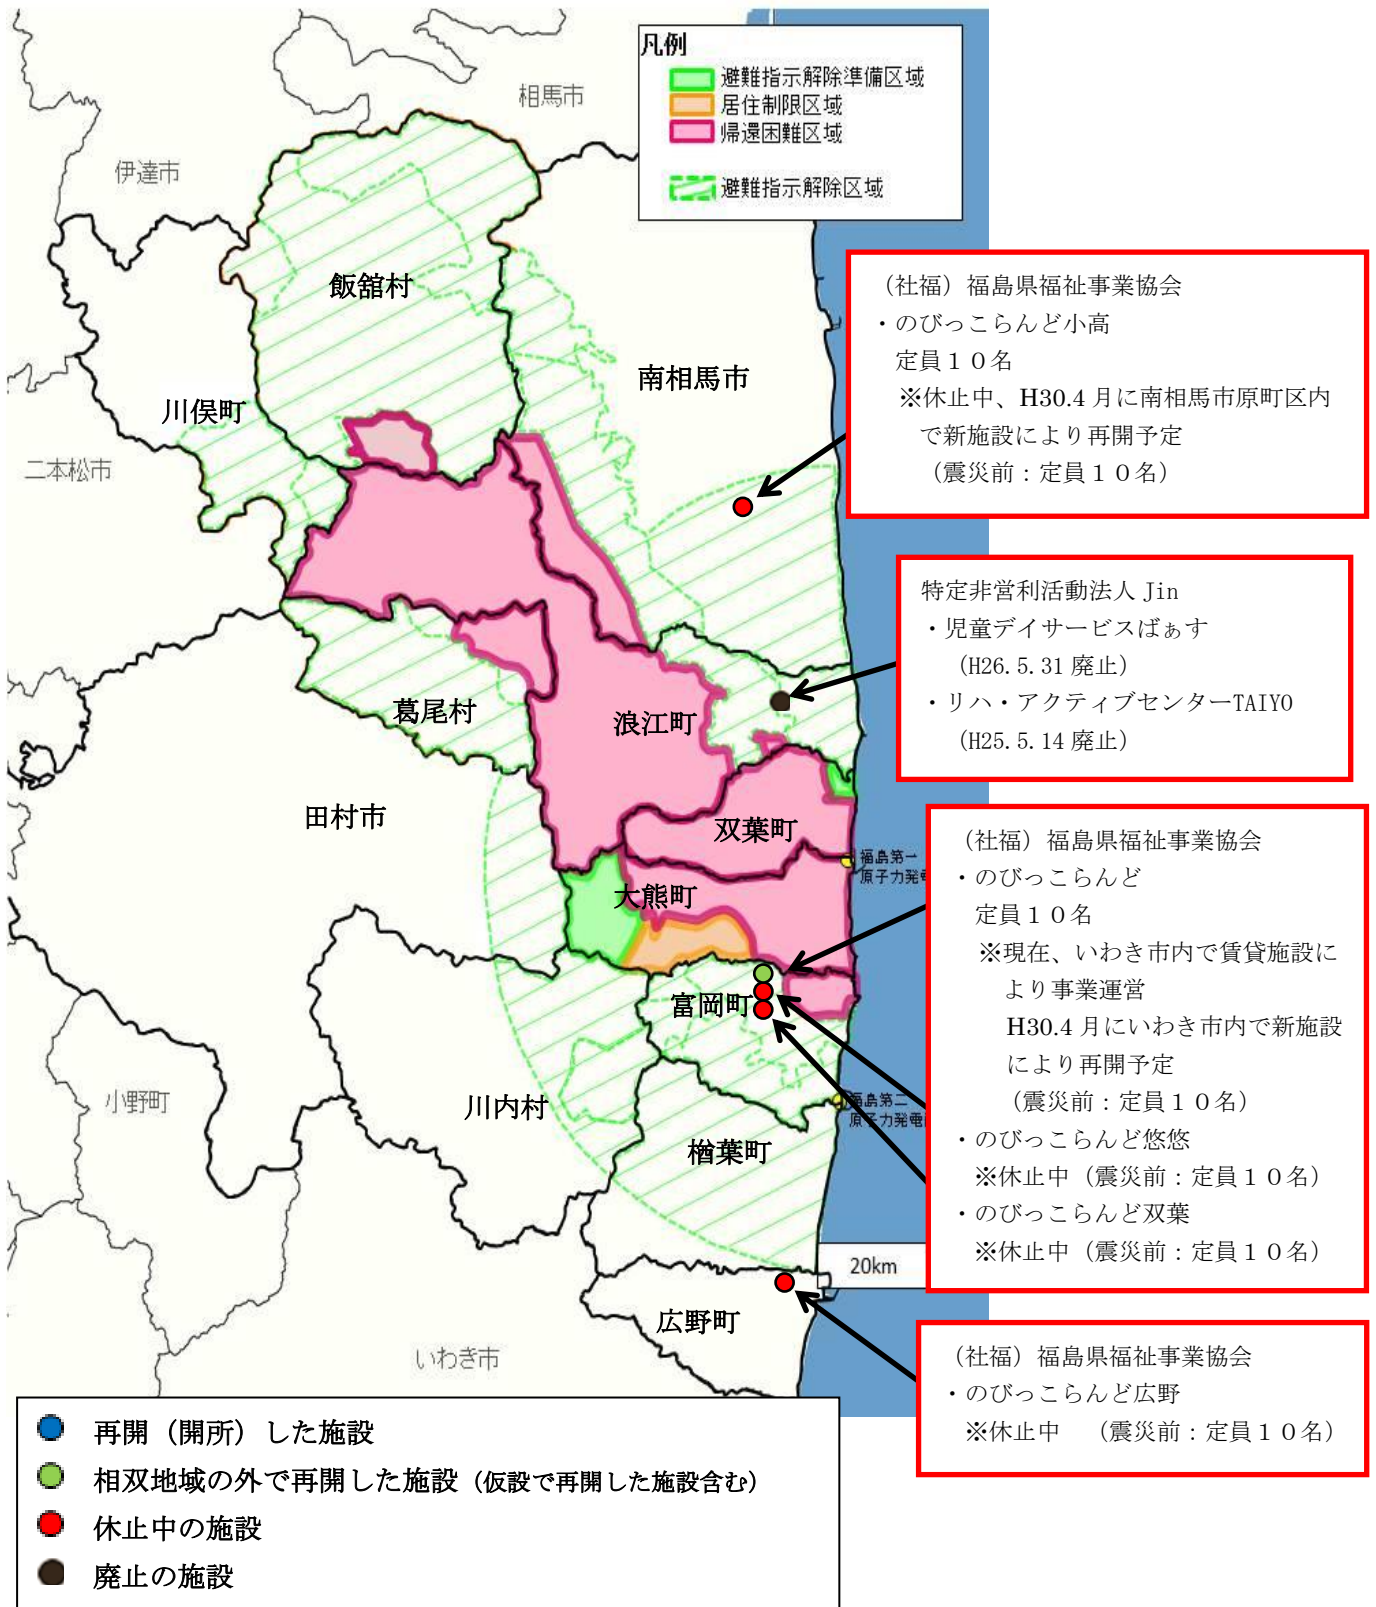 凡例
避難指示解除準備区域
居住制限区域
帰還困難区域
避難指示解除区域
相馬市
伊達市
飯舘村
南相馬市
川俣町
二本松市
葛尾村
浪江町
田村市
双葉町
福島第一
原子力発
大熊町
富岡町
川内村
小野町
福島第二
原子力発電
楢葉町
20km
広野町
いわき市
（社福）福島県福祉事業協会
・のびっこらんど小高
定員１０名
※休止中、H30.4 月に南相馬市原町区内
で新施設により再開予定
（震災前：定員１０名）
特定非営利活動法人 Jin
・児童デイサービスばぁす
（H26.5.31 廃止）
・リハ・アクティブセンターTAIYO
（H25.5.14 廃止）
（社福）福島県福祉事業協会
・のびっこらんど
定員１０名
※現在、いわき市内で賃貸施設に
より事業運営
H30.4 月にいわき市内で新施設
により再開予定
（震災前：定員１０名）
・のびっこらんど悠悠
※休止中（震災前：定員１０名）
・のびっこらんど双葉
※休止中（震災前：定員１０名）
（社福）福島県福祉事業協会
・のびっこらんど広野
※休止中　（震災前：定員１０名）
再開（開所）した施設
相双地域の外で再開した施設（仮設で再開した施設含む）
休止中の施設
廃止の施設